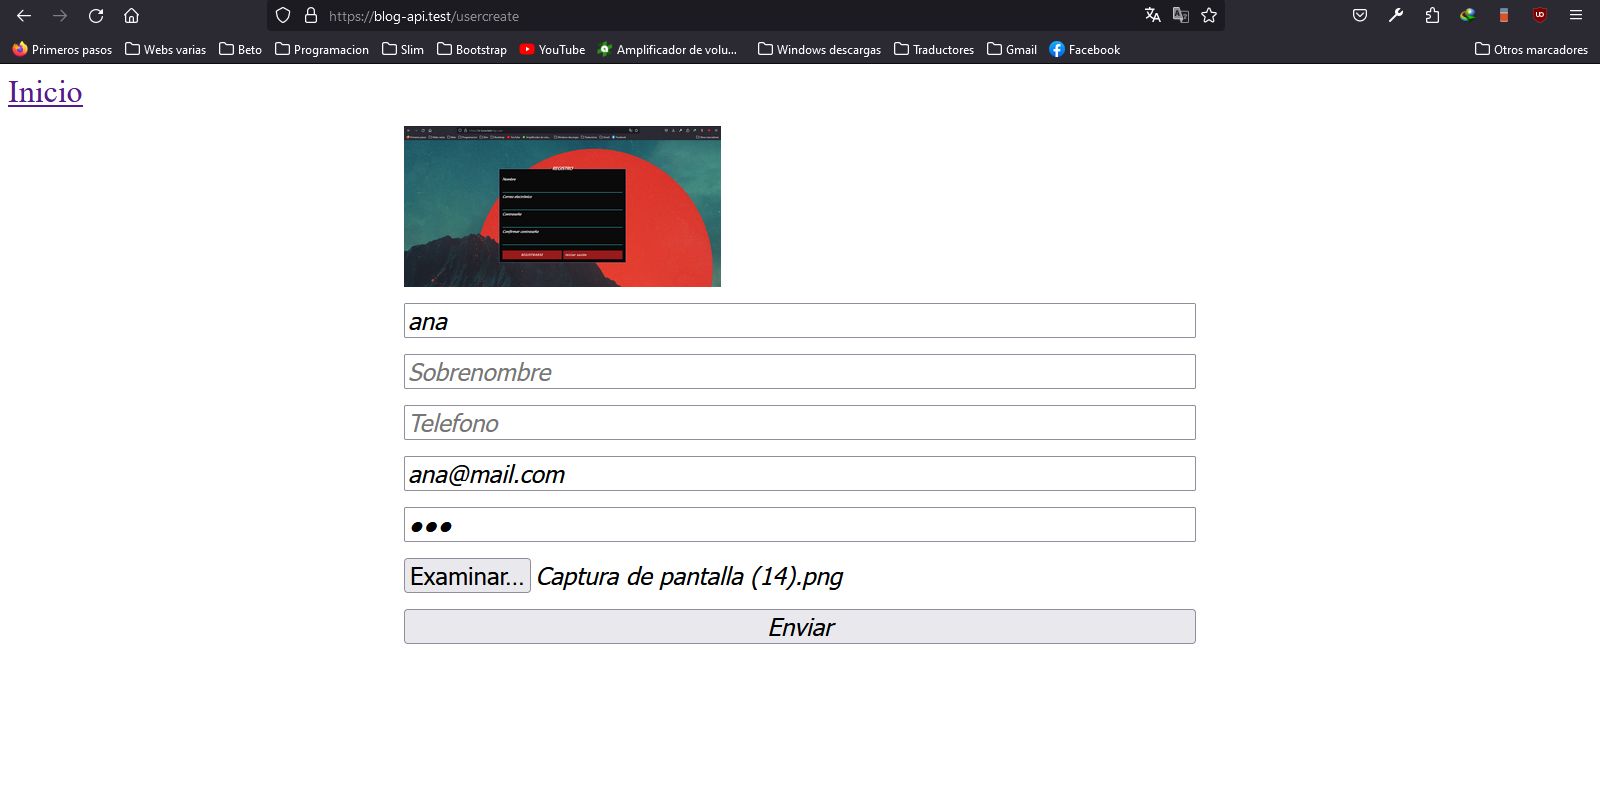 https://blog-api.test/usercreate
Primeros pasos Webs varias Beto Programacion Slim Bootstrap YouTube Amplificador de volu... Windows descargas Traductores Gmail Facebook Otros marcadores
Inicio
REGISTRO
Nombre
Correo electrónico
Contraseña
Confirmar contraseña
REGISTRARSE Iniciar sesión
ana
Sobrenombre
Telefono
ana@mail.com
Examinar... Captura de pantalla (14).png
Enviar